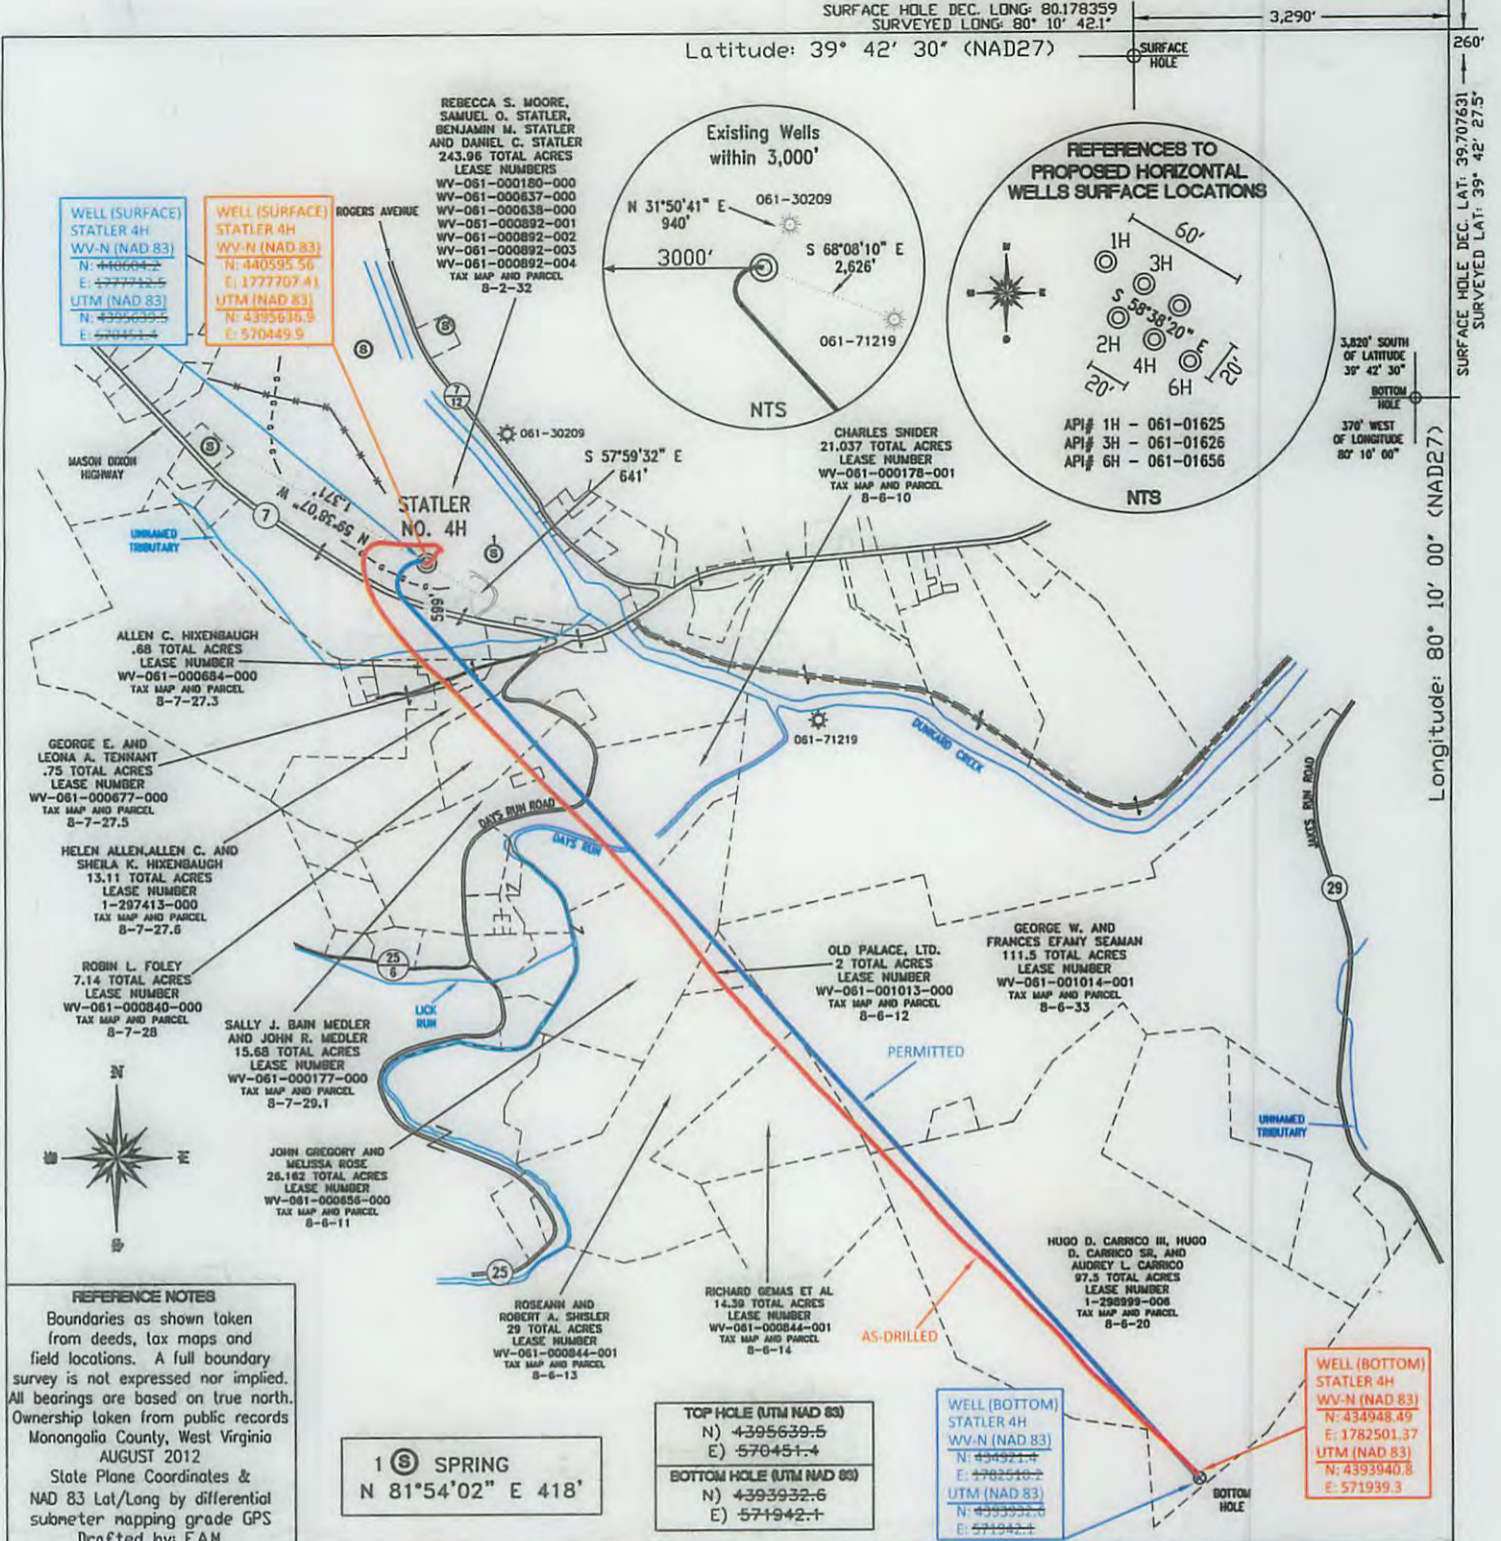 SURFACE HOLE DEC. LONG: 80.178359
SURVEYED LONG: 80° 10' 42.1"
3,290'
260'
Latitude: 39° 42' 30" (NAD27)
SURFACE
HOLE
SURFACE HOLE DEC. LAT: 39.707631
SURVEYED LAT: 39° 42' 27.5"
REBECCA S. MOORE,
SAMUEL O. STATLER,
BENJAMIN M. STATLER
AND DANIEL C. STATLER
243.96 TOTAL ACRES
LEASE NUMBERS
WV-061-000180-000
WV-061-000637-000
WV-061-000638-000
WV-061-000892-001
WV-061-000892-002
WV-061-000892-003
WV-061-000892-004
TAX MAP AND PARCEL
8-2-32
Existing Wells
within 3,000'
N 31°50'41" E
940'
061-30209
3000'
S 68°08'10" E
2,626'
061-71219
NTS
REFERENCES TO
PROPOSED HORIZONTAL
WELLS SURFACE LOCATIONS
60'
1H
3H
S 58°38'20" E
2H
4H
6H
20'
20'
API# 1H - 061-01625
API# 3H - 061-01626
API# 6H - 061-01656
NTS
3,820' SOUTH
OF LATITUDE
39° 42' 30"
BOTTOM
HOLE
370' WEST
OF LONGITUDE
80° 10' 00"
Longitude: 80° 10' 00" (NAD27)
WELL (SURFACE)
STATLER 4H
WV-N (NAD 83)
N: 440604.2
E: 1777712.5
UTM (NAD 83)
N: 4395639.5
E: 570451.4
WELL (SURFACE)
STATLER 4H
WV-N (NAD 83)
N: 440595.56
E: 1777707.41
UTM (NAD 83)
N: 4395636.9
E: 570449.9
ROGERS AVENUE
S
S
S
7
12
061-30209
MASON DIXON
HIGHWAY
S 57°59'32" E
641'
CHARLES SNIDER
21.037 TOTAL ACRES
LEASE NUMBER
WV-061-000178-001
TAX MAP AND PARCEL
8-6-10
STATLER
NO. 4H
7
N 59°38'07" W
1,371'
1
S
UNNAMED
TRIBUTARY
599'
ALLEN C. HIXENBAUGH
.68 TOTAL ACRES
LEASE NUMBER
WV-061-000684-000
TAX MAP AND PARCEL
8-7-27.3
GEORGE E. AND
LEONA A. TENNANT
.75 TOTAL ACRES
LEASE NUMBER
WV-061-000677-000
TAX MAP AND PARCEL
8-7-27.5
061-71219
DUNKARD CREEK
JAKES RUN ROAD
29
DAYS RUN ROAD
DAYS RUN
HELEN ALLEN,ALLEN C. AND
SHEILA K. HIXENBAUGH
13.11 TOTAL ACRES
LEASE NUMBER
1-297413-000
TAX MAP AND PARCEL
8-7-27.6
ROBIN L. FOLEY
7.14 TOTAL ACRES
LEASE NUMBER
WV-061-000840-000
TAX MAP AND PARCEL
8-7-28
25
6
LICK
RUN
OLD PALACE, LTD.
2 TOTAL ACRES
LEASE NUMBER
WV-061-001013-000
TAX MAP AND PARCEL
8-6-12
GEORGE W. AND
FRANCES EFAMY SEAMAN
111.5 TOTAL ACRES
LEASE NUMBER
WV-061-001014-001
TAX MAP AND PARCEL
8-6-33
SALLY J. BAIN MEDLER
AND JOHN R. MEDLER
15.68 TOTAL ACRES
LEASE NUMBER
WV-061-000177-000
TAX MAP AND PARCEL
8-7-29.1
PERMITTED
N
E
S
UNNAMED
TRIBUTARY
JOHN GREGORY AND
MELISSA ROSE
26.162 TOTAL ACRES
LEASE NUMBER
WV-061-000656-000
TAX MAP AND PARCEL
8-6-11
25
ROSEANN AND
ROBERT A. SHISLER
29 TOTAL ACRES
LEASE NUMBER
WV-061-000844-001
TAX MAP AND PARCEL
8-6-13
RICHARD GEMAS ET AL
14.39 TOTAL ACRES
LEASE NUMBER
WV-061-000844-001
TAX MAP AND PARCEL
8-6-14
AS-DRILLED
HUGO D. CARRICO III, HUGO
D. CARRICO SR, AND
AUDREY L. CARRICO
97.5 TOTAL ACRES
LEASE NUMBER
1-298999-006
TAX MAP AND PARCEL
8-6-20
REFERENCE NOTES
Boundaries as shown taken
from deeds, tax maps and
field locations. A full boundary
survey is not expressed nor implied.
All bearings are based on true north.
Ownership taken from public records
Monongalia County, West Virginia
AUGUST 2012
State Plane Coordinates &
NAD 83 Lat/Long by differential
submeter mapping grade GPS
Drafted by: F.A.M.
1 S SPRING
N 81°54'02" E 418'
TOP HOLE (UTM NAD 83)
N) 4395639.5
E) 570451.4
BOTTOM HOLE (UTM NAD 83)
N) 4393932.6
E) 571942.1
WELL (BOTTOM)
STATLER 4H
WV-N (NAD 83)
N: 434921.4
E: 1782510.2
UTM (NAD 83)
N: 4393932.6
E: 571942.1
WELL (BOTTOM)
STATLER 4H
WV-N (NAD 83)
N: 434948.49
E: 1782501.37
UTM (NAD 83)
N: 4393940.8
E: 571939.3
BOTTOM
HOLE